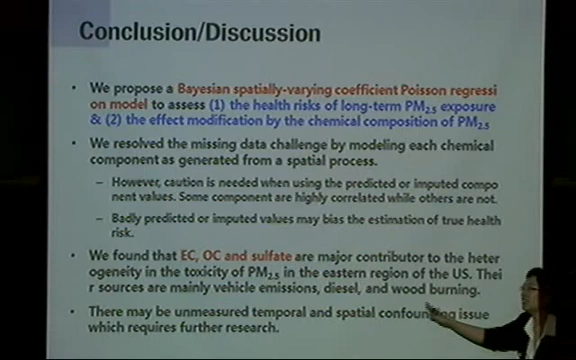 Conclusion/Discussion
• We propose a Bayesian spatially-varying coefficient Poisson regressi
on model to assess (1) the health risks of long-term PM2.5 exposure
& (2) the effect modification by the chemical composition of PM2.5
• We resolved the missing data challenge by modeling each chemical
component as generated from a spatial process.
– However, caution is needed when using the predicted or imputed compo
nent values. Some component are highly correlated while others are not.
– Badly predicted or imputed values may bias the estimation of true health
risk.
• We found that EC, OC and sulfate are major contributor to the heter
ogeneity in the toxicity of PM2.5 in the eastern region of the US. Thei
r sources are mainly vehicle emissions, diesel, and wood burning.
• There may be unmeasured temporal and spatial confounding issue
which requires further research.